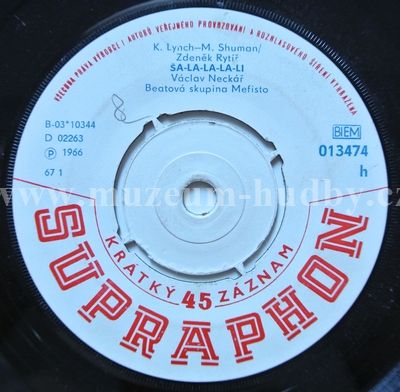 VŠECHNA PRÁVA VÝROBCE I AUTORŮ VEŘEJNÉHO PROVOZOVÁNÍ A ROZHLASOVÉHO ŠÍŘENÍ VYHRAZENA
K. Lynch—M. Shuman/
Zdeněk Rytíř
ŠA-LA-LA-LA-LI
Václav Neckář
Beatová skupina Mefisto
B-03*10344
D 02263
Ⓟ 1966
67 1
8
BIEM
013474
h
www.muzeum-hudby.cz
KRÁTKÝ 45 ZÁZNAM
SUPRAPHON